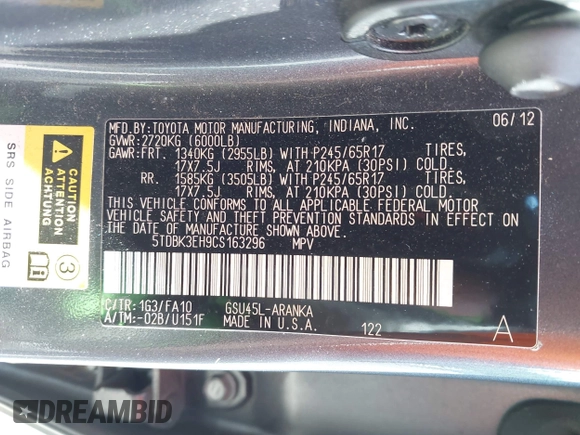 MFD.BY:TOYOTA MOTOR MANUFACTURING, INDIANA, INC. 06/12
GVWR:2720KG (6000LB)
GAWR:FRT. 1340KG (2955LB) WITH P245/65R17 TIRES,
17X7.5J RIMS, AT 210KPA (30PSI) COLD.
RR. 1585KG (3505LB) WITH P245/65R17 TIRES,
17X7.5J RIMS, AT 210KPA (30PSI) COLD.
THIS VEHICLE CONFORMS TO ALL APPLICABLE FEDERAL MOTOR
VEHICLE SAFETY AND THEFT PREVENTION STANDARDS IN EFFECT ON
THE DATE OF MANUFACTURE SHOWN ABOVE.
5TDBK3EH9CS163296 MPV
C/TR:1G3/FA10 GSU45L-ARANKA
A/TM:-02B/U151F MADE IN U.S.A. 122 A
SRS SIDE AIRBAG
3
DREAMBID